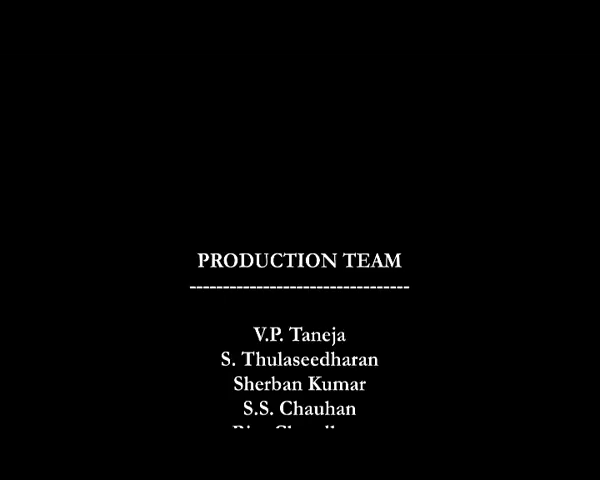 PRODUCTION TEAM
---------------------------------
V.P. Taneja
S. Thulaseedharan
Sherban Kumar
S.S. Chauhan